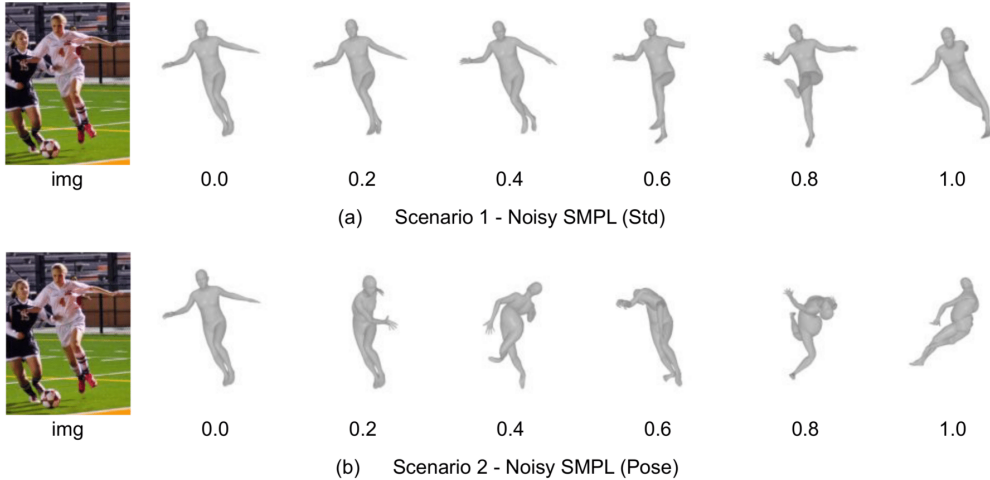 img 0.0 0.2 0.4 0.6 0.8 1.0
(a) Scenario 1 - Noisy SMPL (Std)
img 0.0 0.2 0.4 0.6 0.8 1.0
(b) Scenario 2 - Noisy SMPL (Pose)